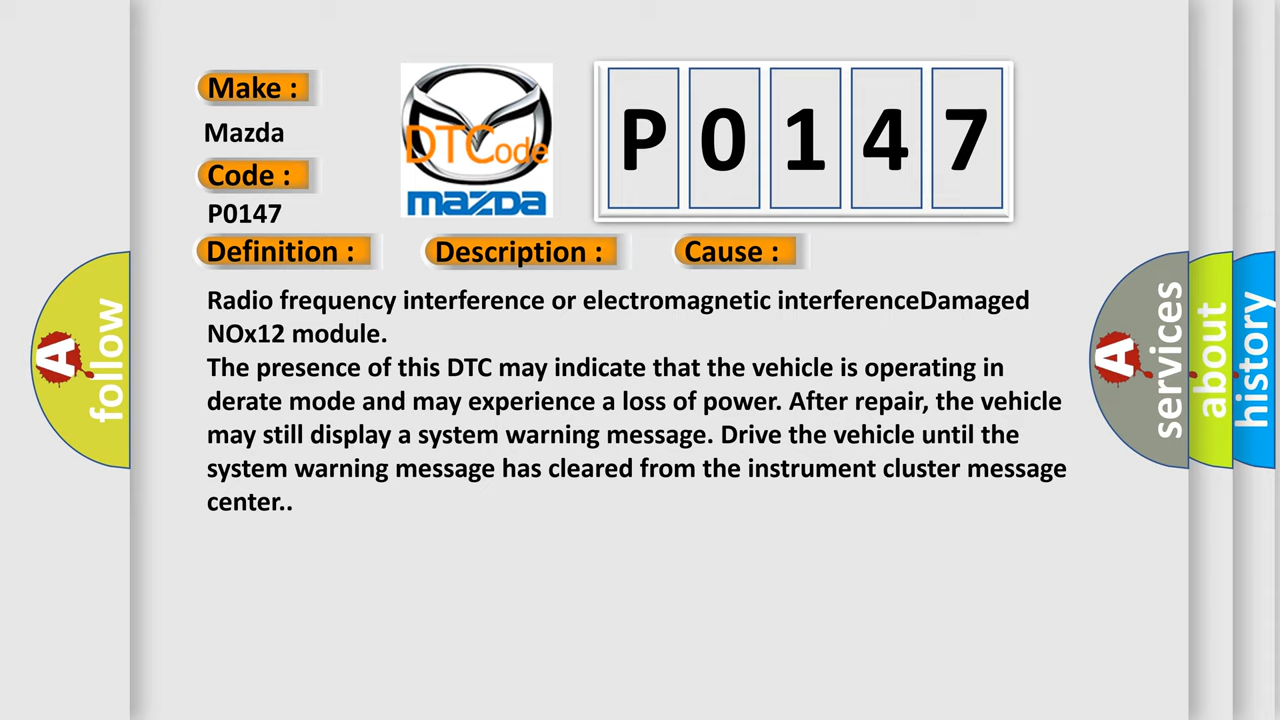 Make :
Mazda
Code :
P0147
DTCode
mazda
P 0 1 4 7
Definition :
Description :
Cause :
Radio frequency interference or electromagnetic interferenceDamaged
NOx12 module.
The presence of this DTC may indicate that the vehicle is operating in
derate mode and may experience a loss of power. After repair, the vehicle
may still display a system warning message. Drive the vehicle until the
system warning message has cleared from the instrument cluster message
center..
A follow
A services
about
history